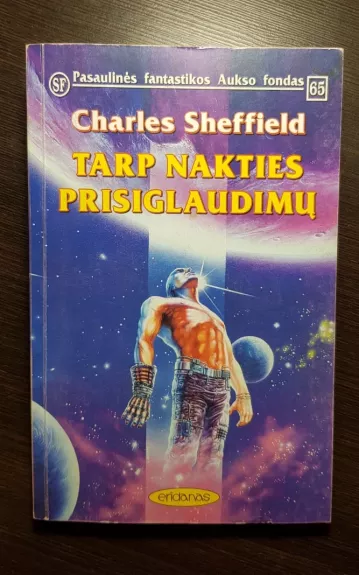 SF Pasaulinės fantastikos Aukso fondas 65
Charles Sheffield
TARP NAKTIES
PRISIGLAUDIMŲ
eridanas